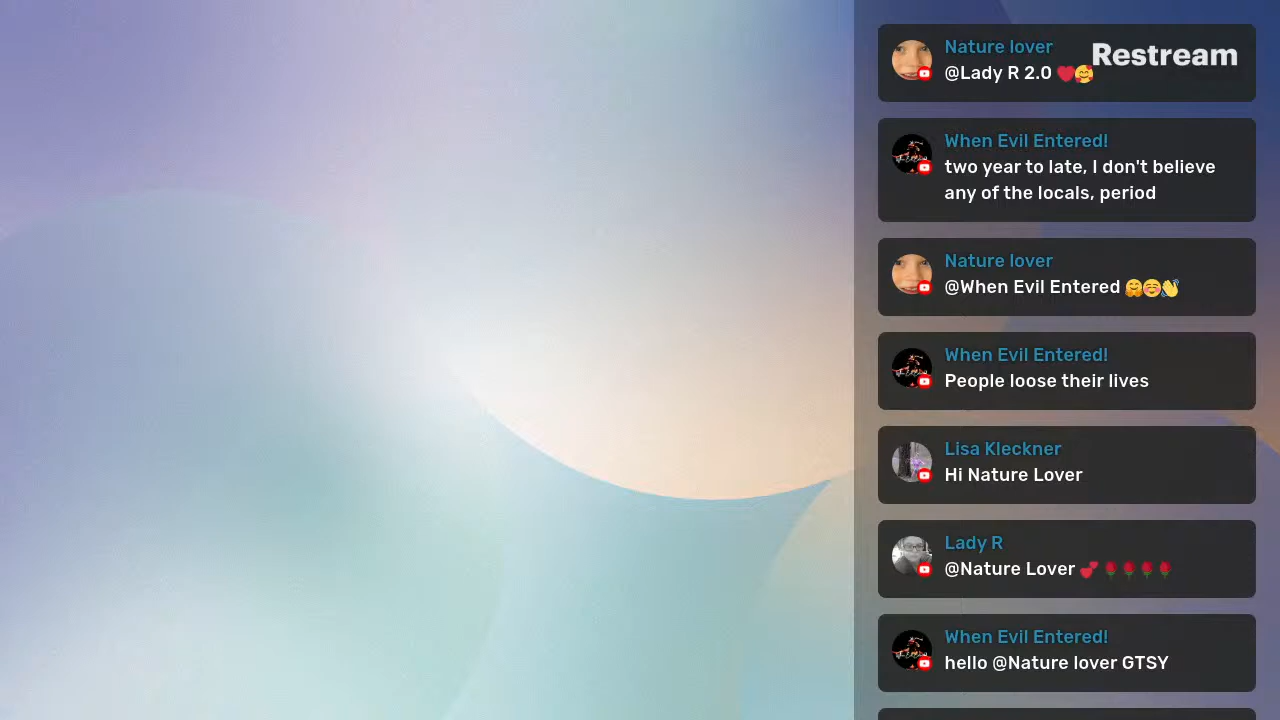 Nature lover
Restream
@Lady R 2.0 ❤️🥰
When Evil Entered!
two year to late, I don't believe
any of the locals, period
Nature lover
@When Evil Entered 🤗☺️👋
When Evil Entered!
People loose their lives
Lisa Kleckner
Hi Nature Lover
Lady R
@Nature Lover 💕 🌹🌹🌹🌹
When Evil Entered!
hello @Nature lover GTSY